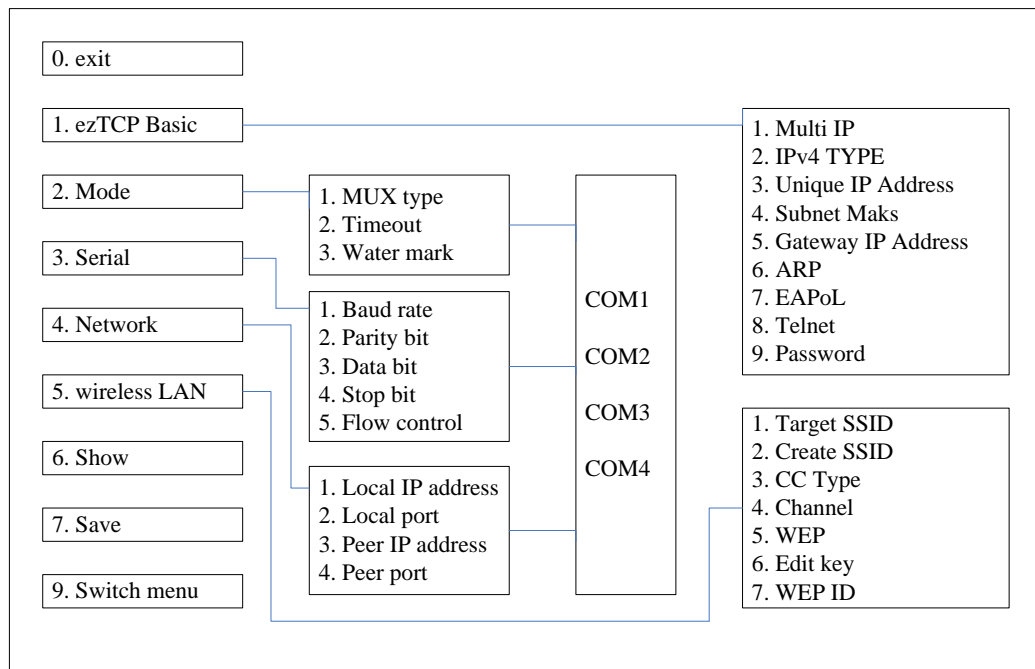 0. exit
1. ezTCP Basic
2. Mode
3. Serial
4. Network
5. wireless LAN
6. Show
7. Save
9. Switch menu
1. MUX type
2. Timeout
3. Water mark
1. Baud rate
2. Parity bit
3. Data bit
4. Stop bit
5. Flow control
1. Local IP address
2. Local port
3. Peer IP address
4. Peer port
COM1
COM2
COM3
COM4
1. Multi IP
2. IPv4 TYPE
3. Unique IP Address
4. Subnet Maks
5. Gateway IP Address
6. ARP
7. EAPoL
8. Telnet
9. Password
1. Target SSID
2. Create SSID
3. CC Type
4. Channel
5. WEP
6. Edit key
7. WEP ID